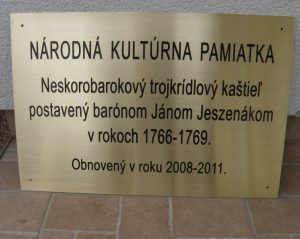 NÁRODNÁ KULTÚRNA PAMIATKA
Neskorobarokový trojkrídlový kaštieľ
postavený barónom Jánom Jeszenákom
v rokoch 1766-1769.
Obnovený v roku 2008-2011.